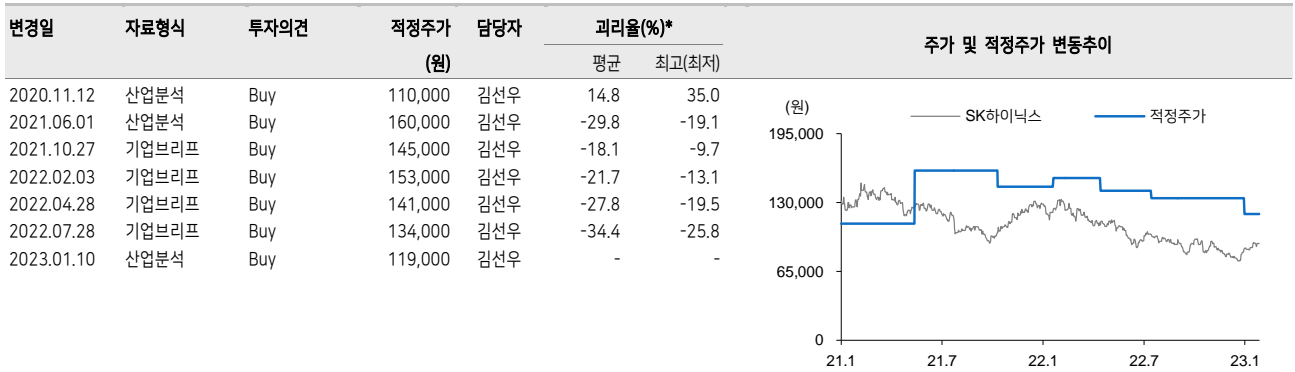 변경일 자료형식 투자의견 적정주가 담당자 괴리율(%)* 주가 및 적정주가 변동추이
(원) 평균 최고(최저)
2020.11.12 산업분석 Buy 110,000 김선우 14.8 35.0
2021.06.01 산업분석 Buy 160,000 김선우 -29.8 -19.1
2021.10.27 기업브리프 Buy 145,000 김선우 -18.1 -9.7
2022.02.03 기업브리프 Buy 153,000 김선우 -21.7 -13.1
2022.04.28 기업브리프 Buy 141,000 김선우 -27.8 -19.5
2022.07.28 기업브리프 Buy 134,000 김선우 -34.4 -25.8
2023.01.10 산업분석 Buy 119,000 김선우 - -
(원)
SK하이닉스 적정주가
195,000
130,000
65,000
0
21.1 21.7 22.1 22.7 23.1